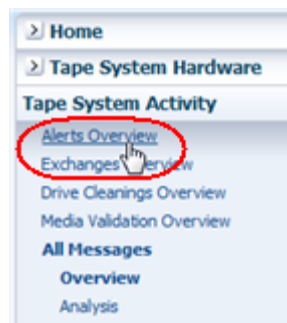 Home
Tape System Hardware
Tape System Activity
Alerts Overview
Exchanges Overview
Drive Cleanings Overview
Media Validation Overview
All Messages
Overview
Analysis